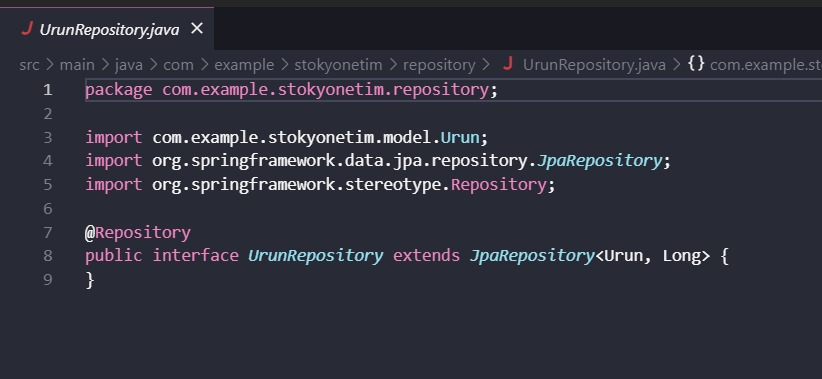 J UrunRepository.java ×
src > main > java > com > example > stokyonetim > repository > J UrunRepository.java > {} com.example.st
1 package com.example.stokyonetim.repository;
2
3 import com.example.stokyonetim.model.Urun;
4 import org.springframework.data.jpa.repository.JpaRepository;
5 import org.springframework.stereotype.Repository;
6
7 @Repository
8 public interface UrunRepository extends JpaRepository<Urun, Long> {
9 }